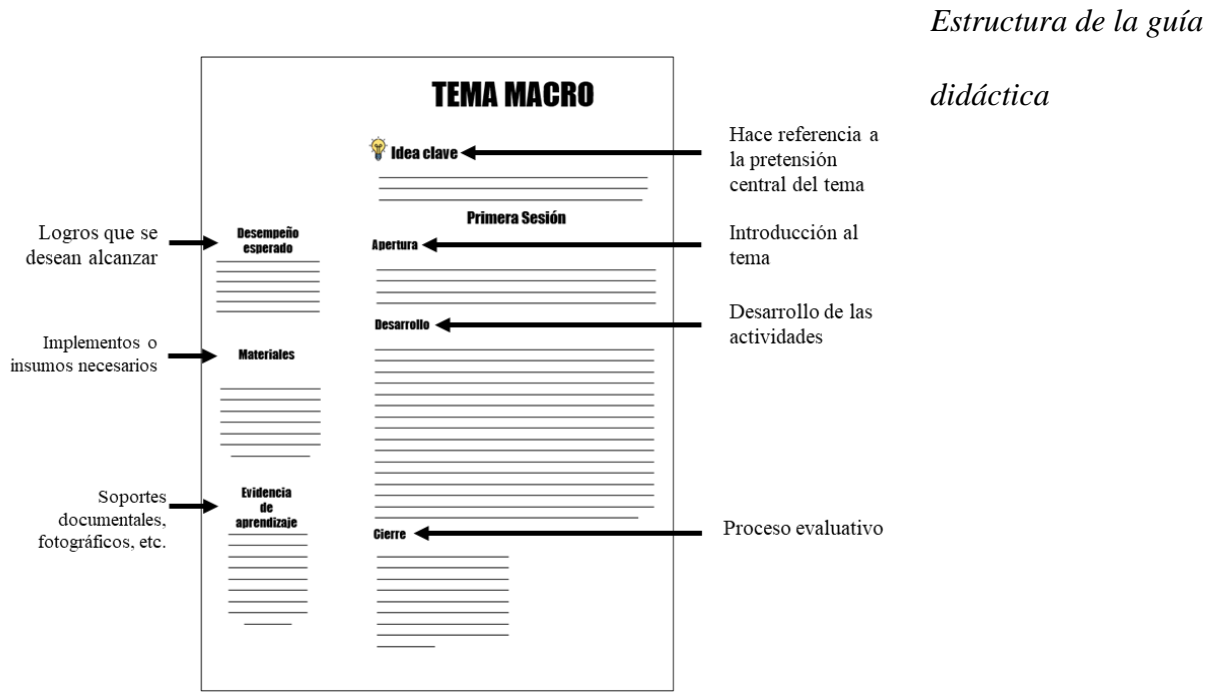 Estructura de la guía
didáctica
TEMA MACRO
Idea clave
Hace referencia a
la pretensión
central del tema
Primera Sesión
Logros que se
desean alcanzar
Desempeño
esperado
Apertura
Introducción al
tema
Desarrollo
Desarrollo de las
actividades
Implementos o
insumos necesarios
Materiales
Soportes
documentales,
fotográficos, etc.
Evidencia
de
aprendizaje
Cierre
Proceso evaluativo